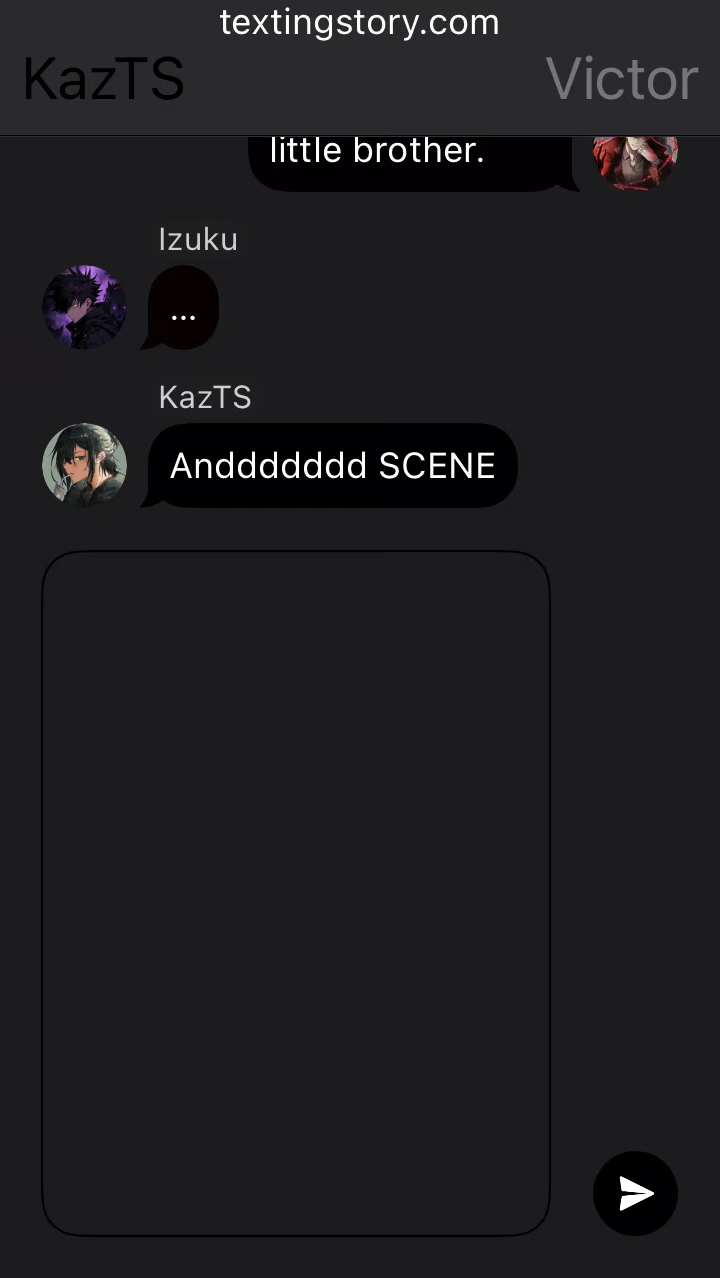 textingstory.com
KazTS
Victor
little brother.
Izuku
...
KazTS
Anddddddd SCENE